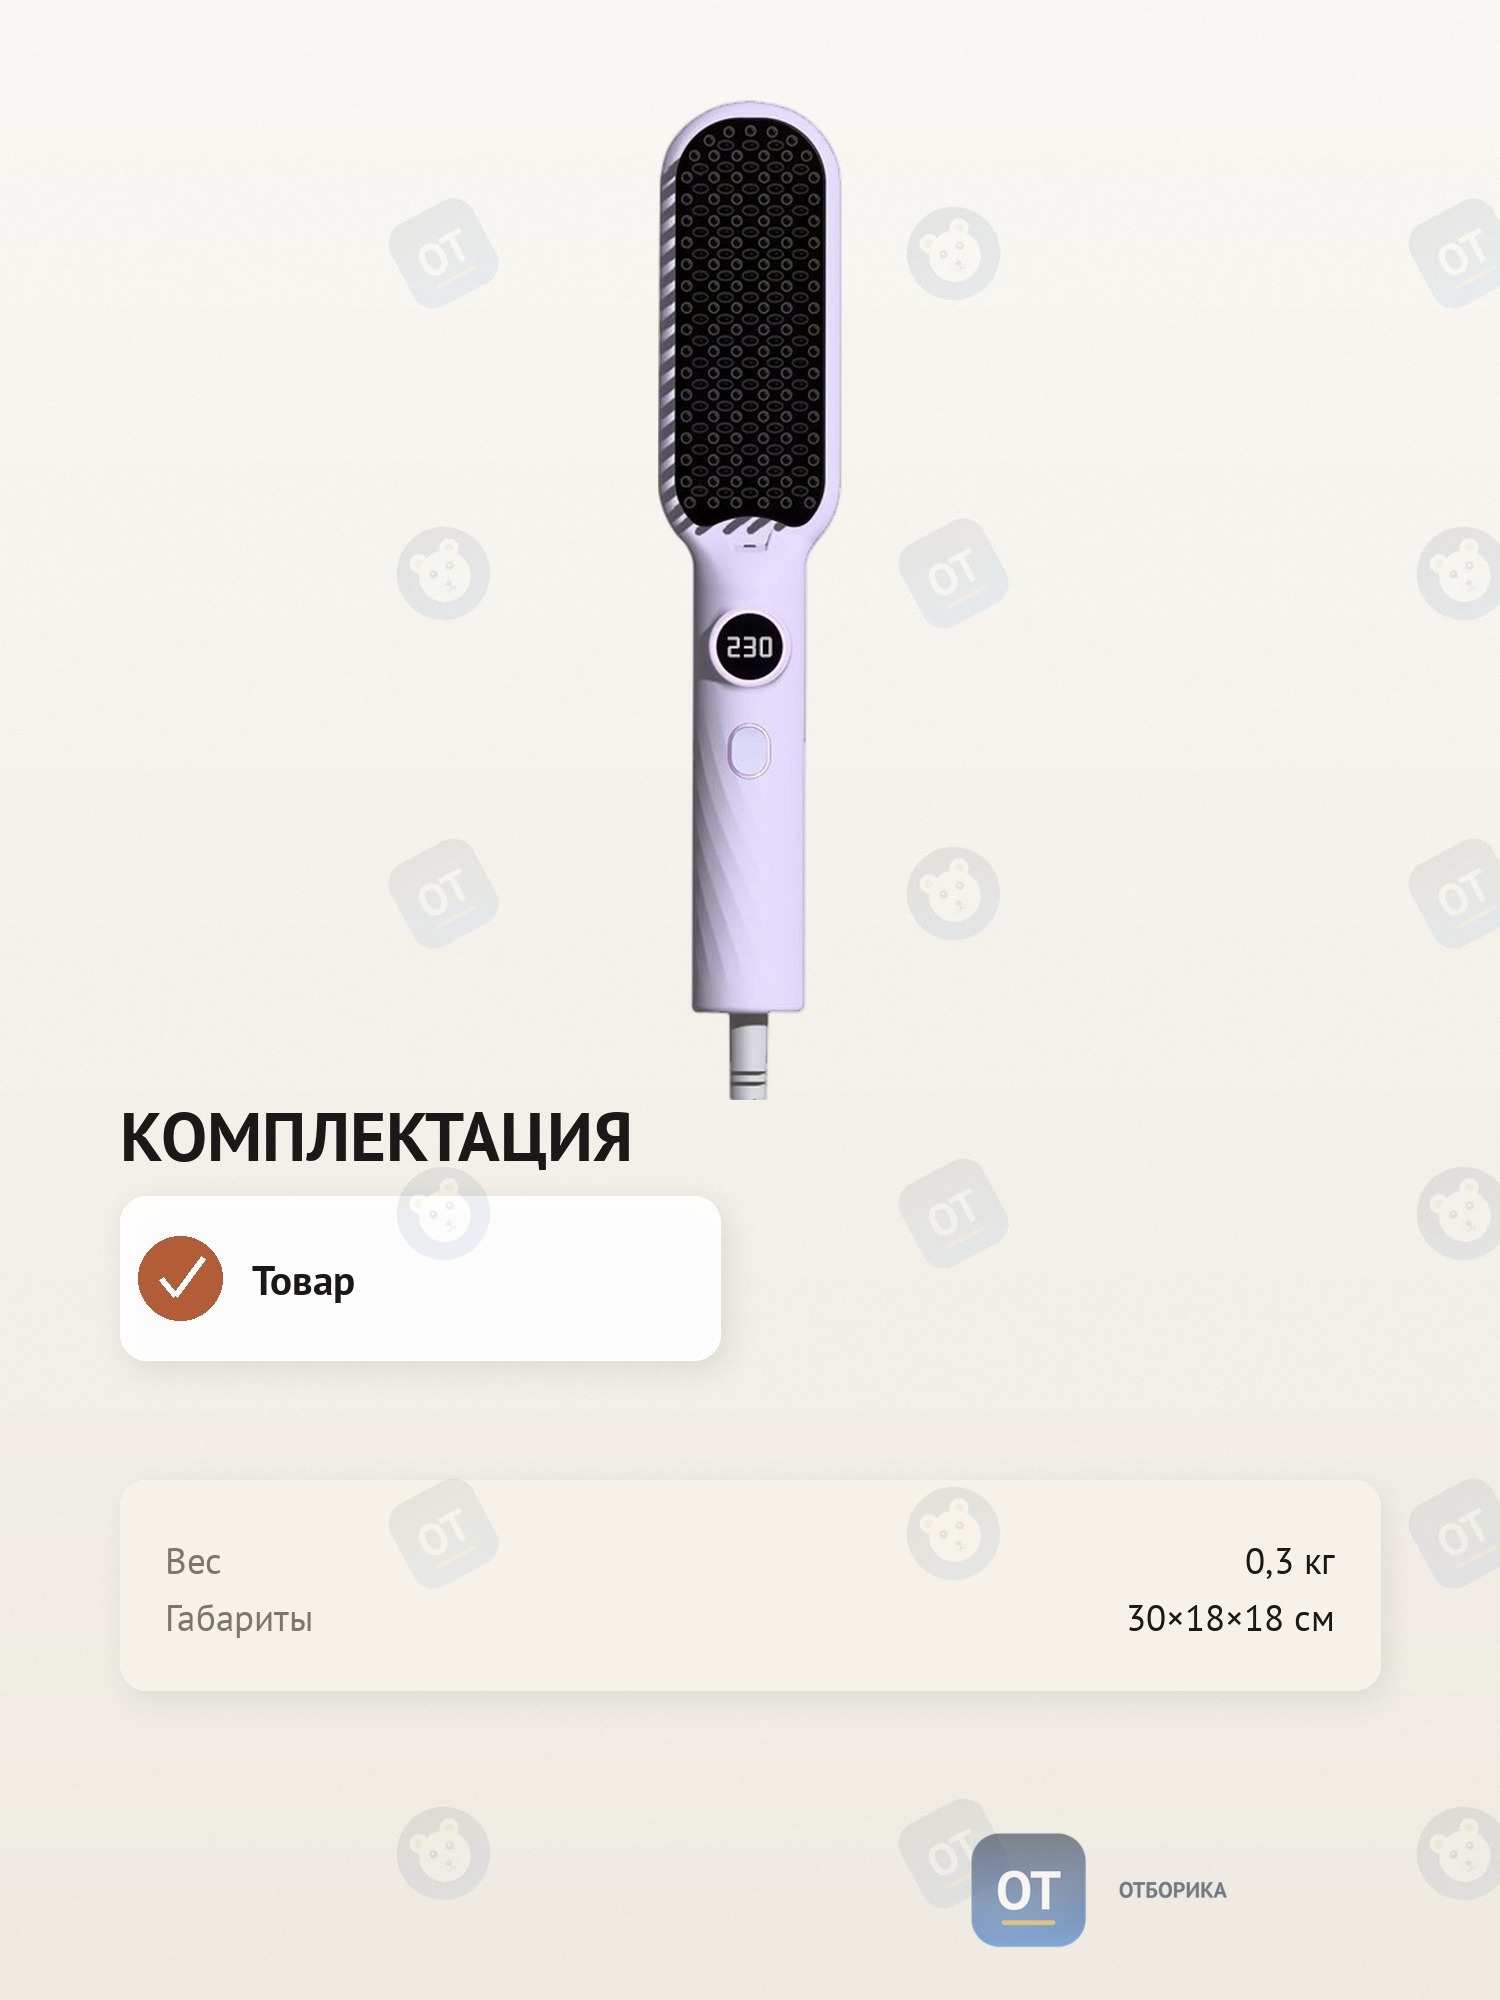 230
КОМПЛЕКТАЦИЯ
Товар
Вес 0,3 кг
Габариты 30×18×18 см
ОТ ОТБОРИКА